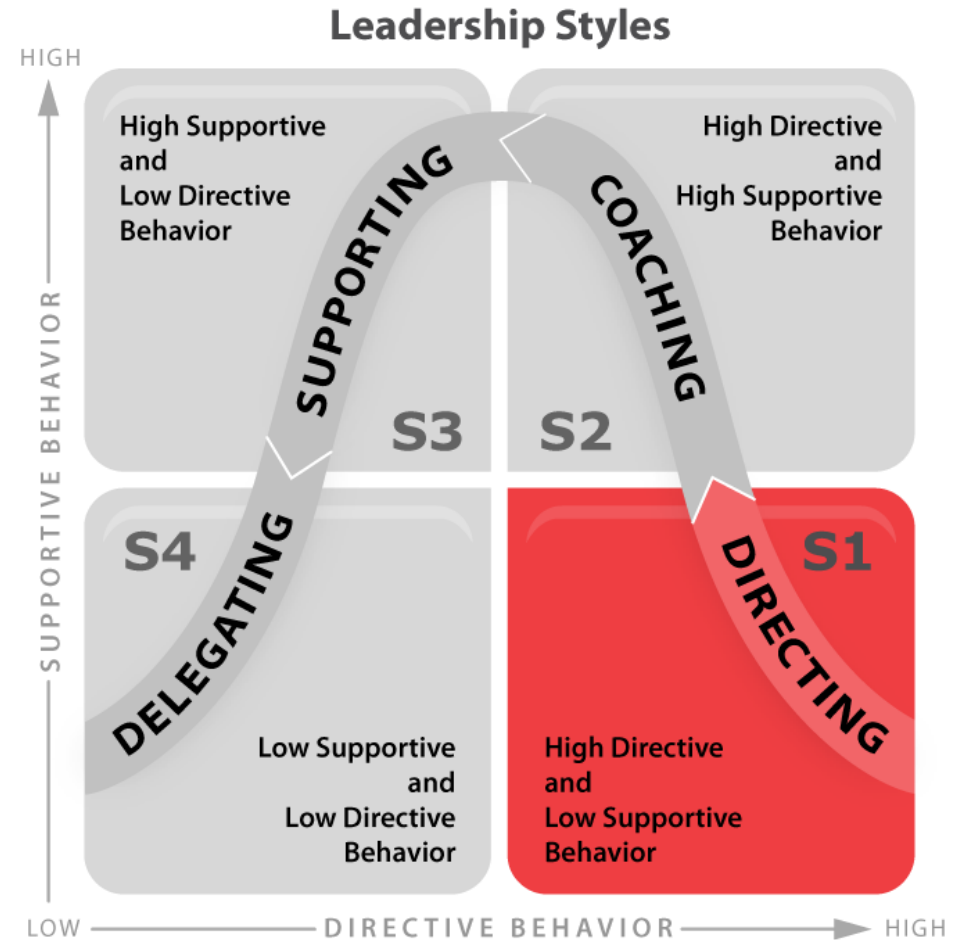 Leadership Styles
HIGH
High Supportive
and
Low Directive
Behavior
High Directive
and
High Supportive
Behavior
SUPPORTING
COACHING
S3
S2
SUPPORTIVE BEHAVIOR
S4
S1
DELEGATING
DIRECTING
Low Supportive
and
Low Directive
Behavior
High Directive
and
Low Supportive
Behavior
LOW
DIRECTIVE BEHAVIOR
HIGH